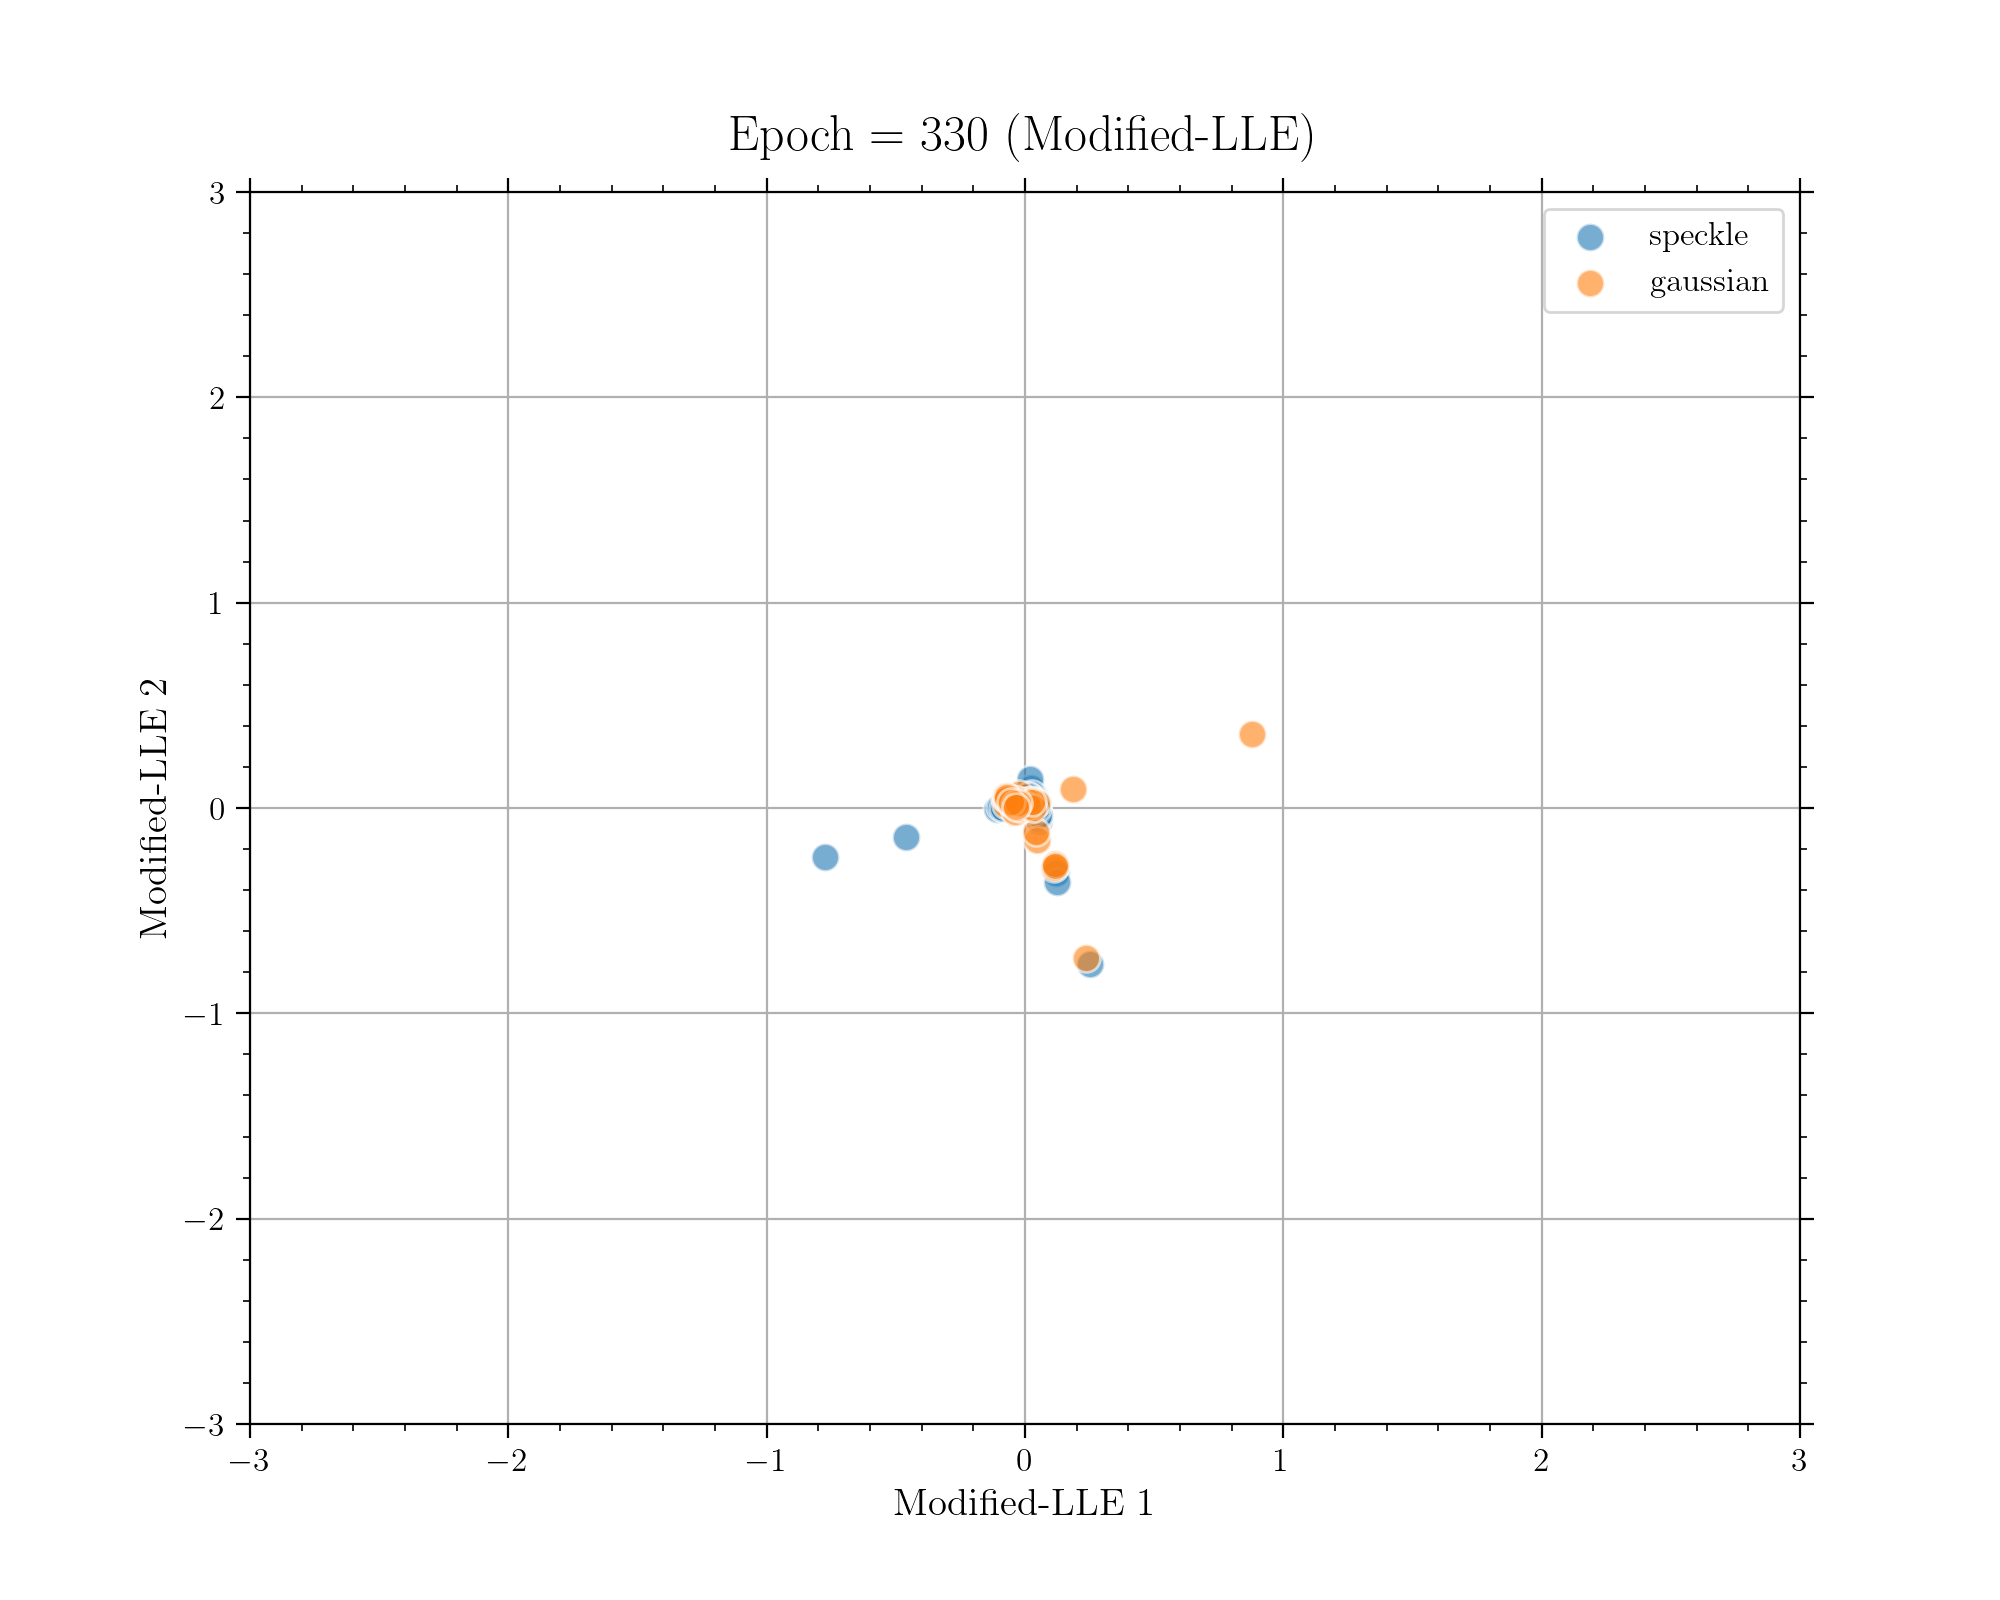 Epoch = 330 (Modified-LLE)
speckle
gaussian
3
2
1
0
−1
−2
−3
Modified-LLE 2
−3 −2 −1 0 1 2 3
Modified-LLE 1